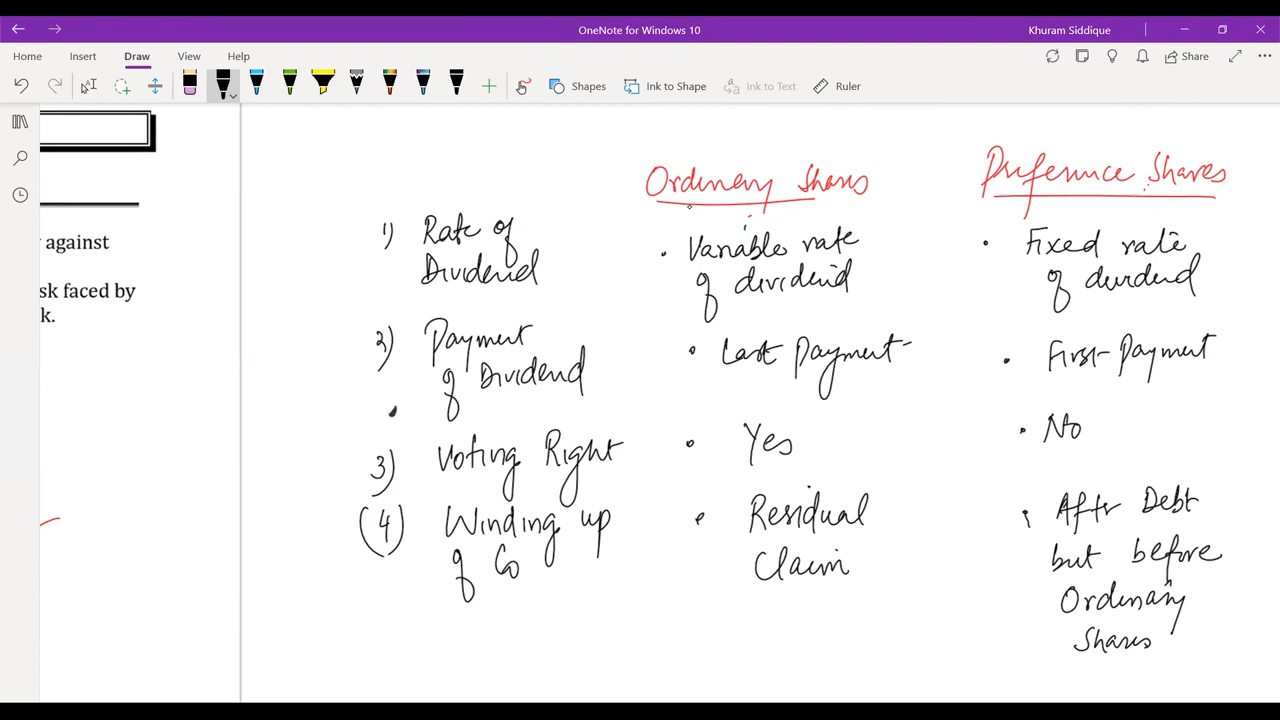 OneNote for Windows 10
Khuram Siddique
Home Insert Draw View Help
Share
Shapes Ink to Shape Ink to Text Ruler
against
sk faced by
k.
Ordinary Shares
Preference Shares
1) Rate of
Dividend
• Variable rate
of dividend
• Fixed rate
of dividend
2) Payment
of Dividend
• Last Payment
• First Payment
3) Voting Right
• Yes
• No
(4) Winding up
of Co
• Residual
Claim
• After Debt
but before
Ordinary
Shares